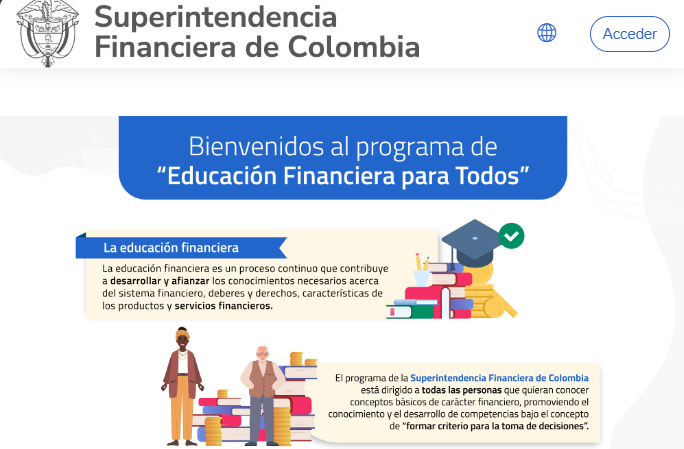 Superintendencia
Financiera de Colombia
Acceder
Bienvenidos al programa de
“Educación Financiera para Todos”
La educación financiera
La educación financiera es un proceso continuo que contribuye
a desarrollar y afianzar los conocimientos necesarios acerca
del sistema financiero, deberes y derechos, características de
los productos y servicios financieros.
El programa de la Superintendencia Financiera de Colombia
está dirigido a todas las personas que quieran conocer
conceptos básicos de carácter financiero, promoviendo el
conocimiento y el desarrollo de competencias bajo el concepto
de “formar criterio para la toma de decisiones”.